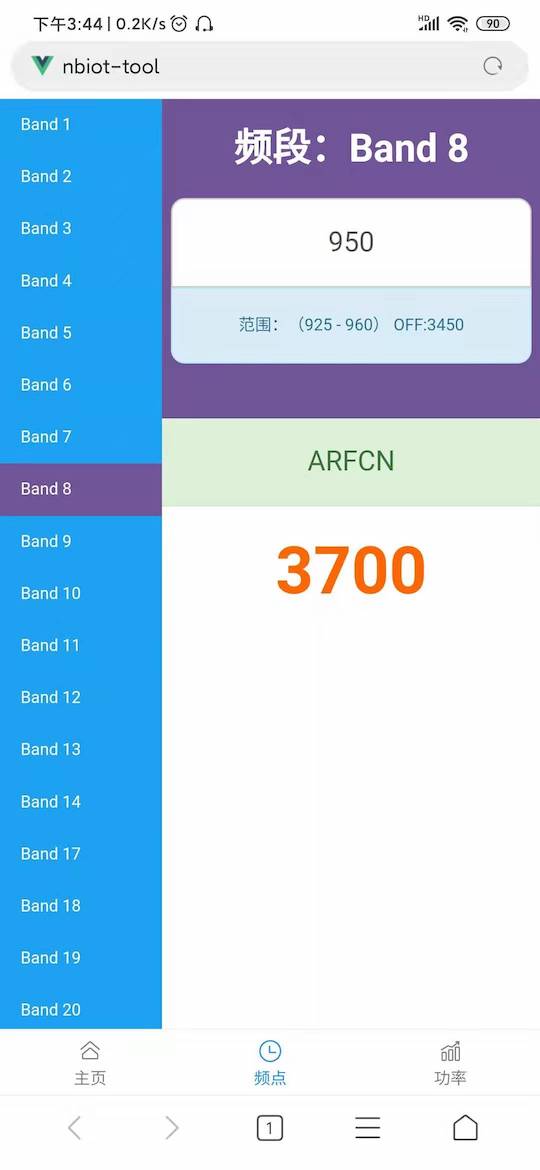 下午3:44 | 0.2K/s
HD
90
nbiot-tool
Band 1
Band 2
Band 3
Band 4
Band 5
Band 6
Band 7
Band 8
Band 9
Band 10
Band 11
Band 12
Band 13
Band 14
Band 17
Band 18
Band 19
Band 20
频段：Band 8
950
范围：（925 - 960） OFF:3450
ARFCN
3700
主页
频点
功率
1